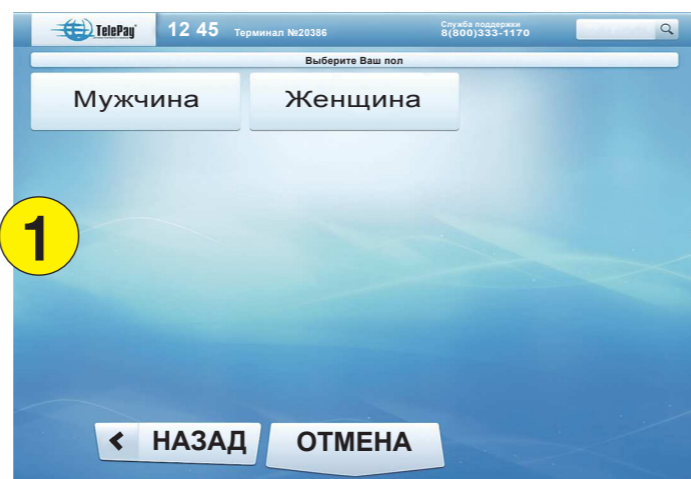 TelePay
12 45
Терминал №20386
Служба поддержки
8(800)333-1170
Выберите Ваш пол
Мужчина
Женщина
1
НАЗАД
ОТМЕНА